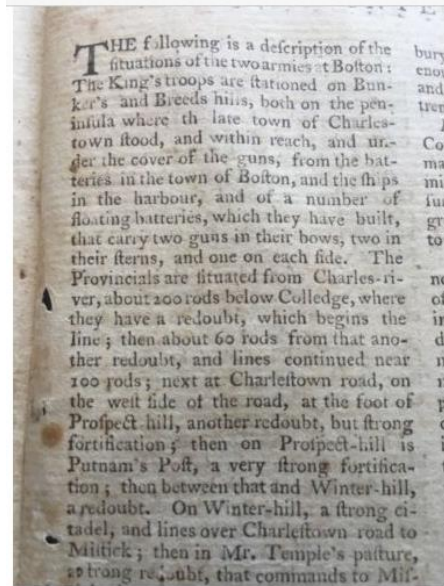 THE following is a deſcription of the
ſituations of the two armies at Boſton:
The King's troops are ſtationed on Bun-
ker's and Breeds hills, both on the pen-
inſula where th late town of Charles-
town ſtood, and within reach, and un-
der the cover of the guns, from the bat-
teries in the town of Boſton, and the ſhips
in the harbour, and of a number of
floating batteries, which they have built,
that carry two guns in their bows, two in
their ſterns, and one on each ſide. The
Provincials are ſituated from Charles-ri-
ver, about 200 rods below Colledge, where
they have a redoubt, which begins the
line; then about 60 rods from that ano-
ther redoubt, and lines continued near
100 rods; next at Charleſtown road, on
the weſt ſide of the road, at the foot of
Proſpect hill, another redoubt, but ſtrong
fortification; then on Proſpect-hill is
Putnam's Poſt, a very ſtrong fortifica-
tion; then between that and Winter-hill,
a redoubt. On Winter-hill, a ſtrong ci-
tadel, and lines over Charleſtown road to
Miſtick; then in Mr. Temple's paſture,
a ſtrong redoubt, that commands to Miſ-
bury
and